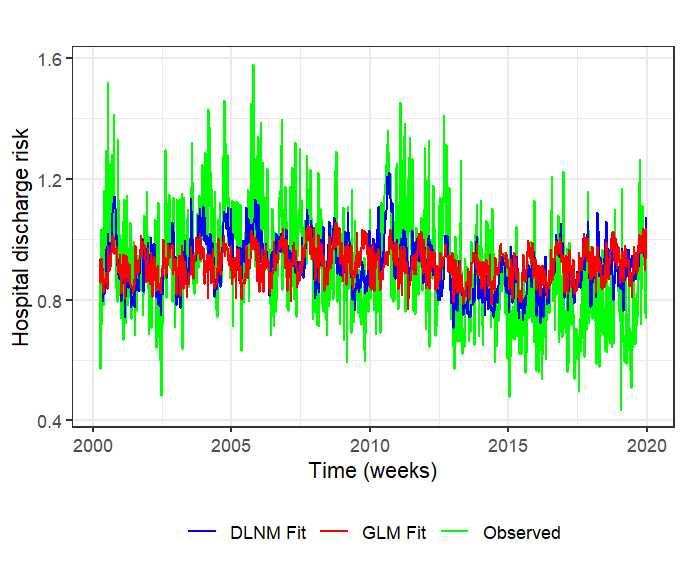 Hospital discharge risk
1.6
1.2
0.8
0.4
2000 2005 2010 2015 2020
Time (weeks)
DLNM Fit GLM Fit Observed